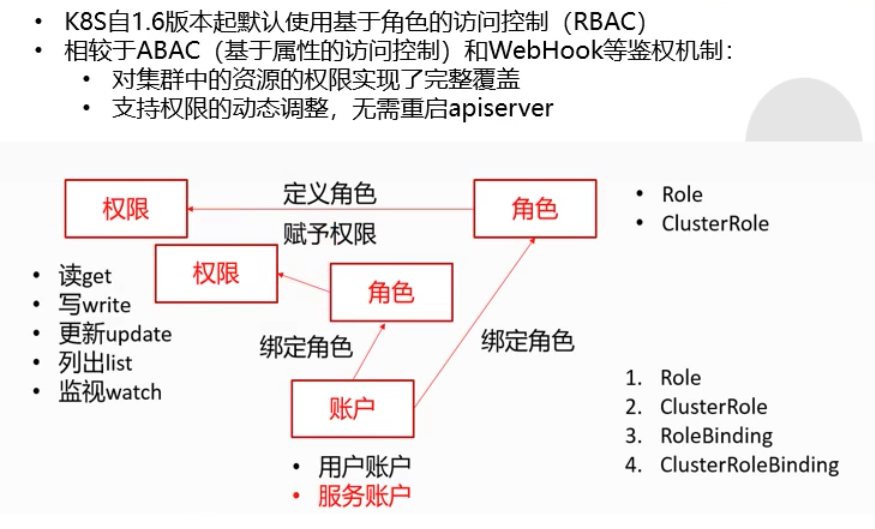 • K8S自1.6版本起默认使用基于角色的访问控制（RBAC）
• 相较于ABAC（基于属性的访问控制）和WebHook等鉴权机制：
• 对集群中的资源的权限实现了完整覆盖
• 支持权限的动态调整，无需重启apiserver
权限
定义角色
赋予权限
角色
• Role
• ClusterRole
权限
角色
• 读get
• 写write
• 更新update
• 列出list
• 监视watch
绑定角色
绑定角色
账户
• 用户账户
• 服务账户
1. Role
2. ClusterRole
3. RoleBinding
4. ClusterRoleBinding